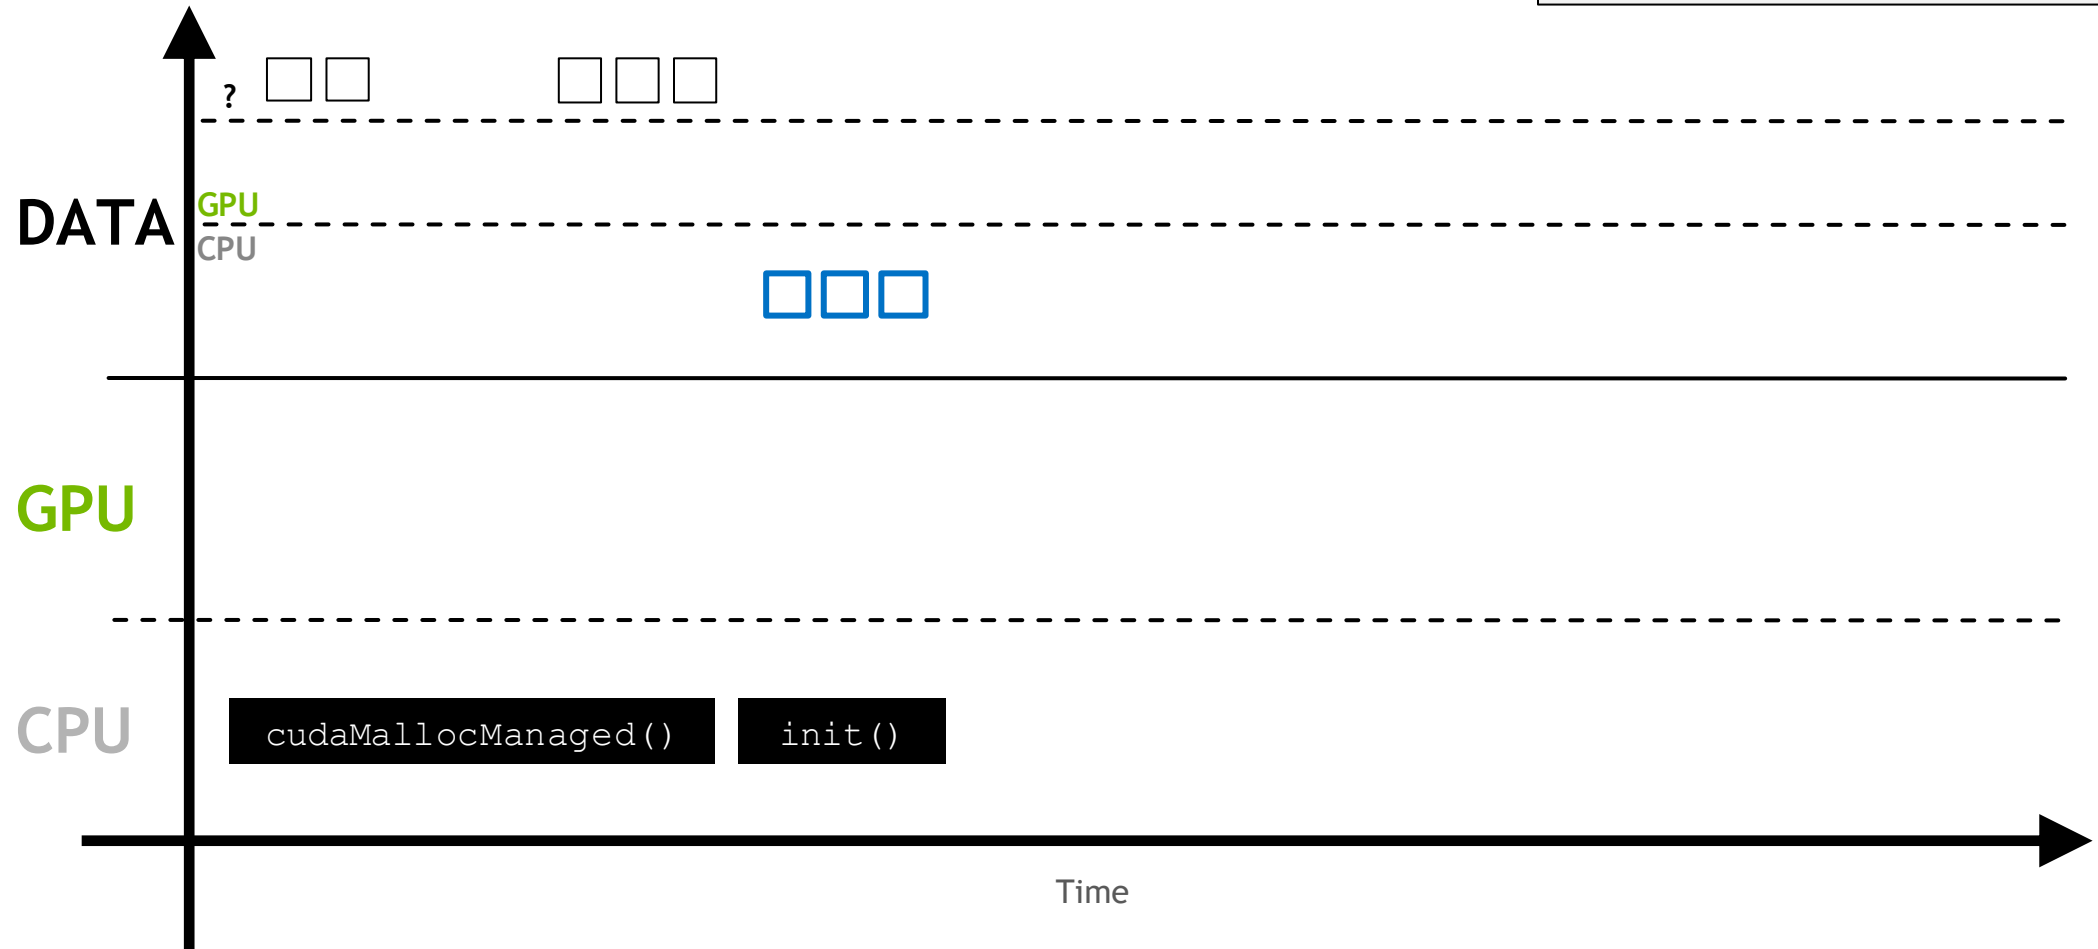 ?
GPU
DATA
CPU
GPU
CPU
cudaMallocManaged()
init()
Time